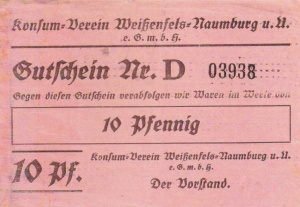 Konsum-Verein Weißenfels-Naumburg u. U.
e. G. m. b. H.
Gutschein Nr. D 03938
Gegen diesen Gutschein verabfolgen wir Waren im Werte von
10 Pfennig
10 Pf.
Konsum-Verein Weißenfels-Naumburg u. U.
e. G. m. b. H.
Der Vorstand.